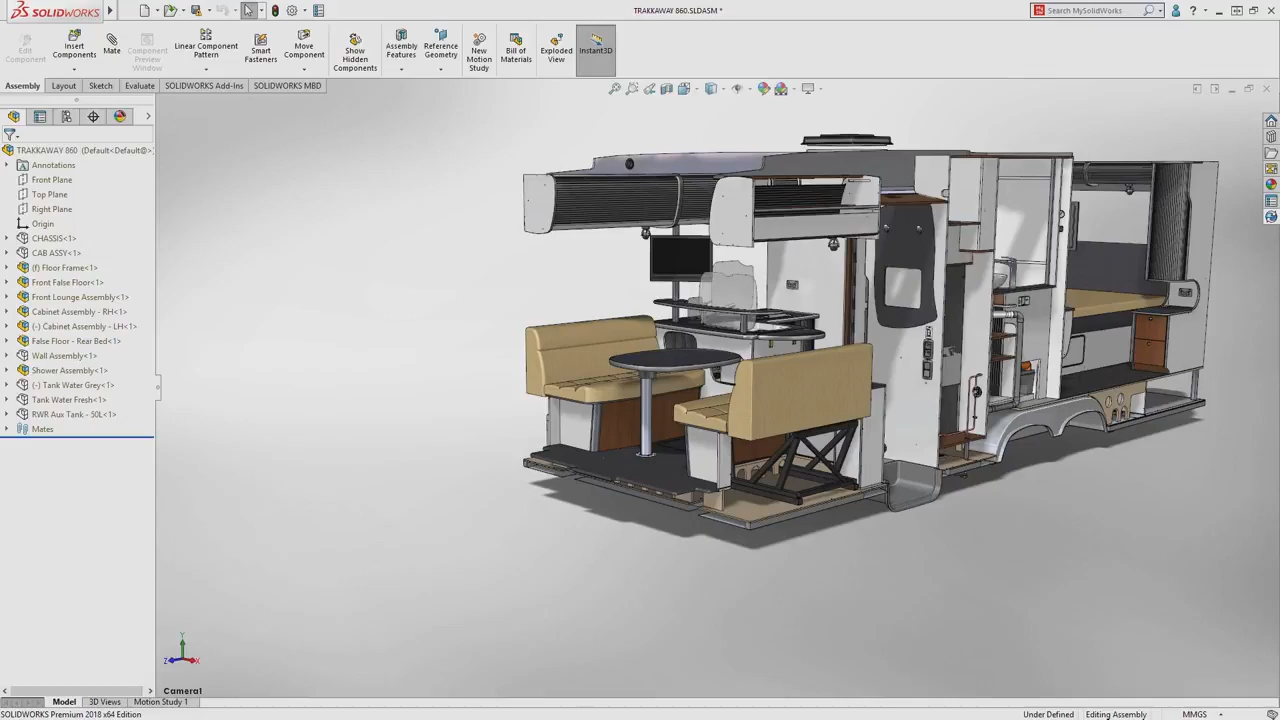 SOLIDWORKS
TRAKKAWAY 860.SLDASM *
Search MySolidWorks
Edit Component
Insert Components
Mate
Component Preview Window
Linear Component Pattern
Smart Fasteners
Move Component
Show Hidden Components
Assembly Features
Reference Geometry
New Motion Study
Bill of Materials
Exploded View
Instant3D
Assembly
Layout
Sketch
Evaluate
SOLIDWORKS Add-Ins
SOLIDWORKS MBD
TRAKKAWAY 860 (Default<Default@>)
Annotations
Front Plane
Top Plane
Right Plane
Origin
CHASSIS<1>
CAB ASSY<1>
(f) Floor Frame<1>
Front False Floor<1>
Front Lounge Assembly<1>
Cabinet Assembly - RH<1>
(-) Cabinet Assembly - LH<1>
False Floor - Rear Bed<1>
Wall Assembly<1>
Shower Assembly<1>
(-) Tank Water Grey<1>
Tank Water Fresh<1>
RWR Aux Tank - 50L<1>
Mates
Y
Z
X
Camera1
Model
3D Views
Motion Study 1
SOLIDWORKS Premium 2018 x64 Edition
Under Defined
Editing Assembly
MMGS